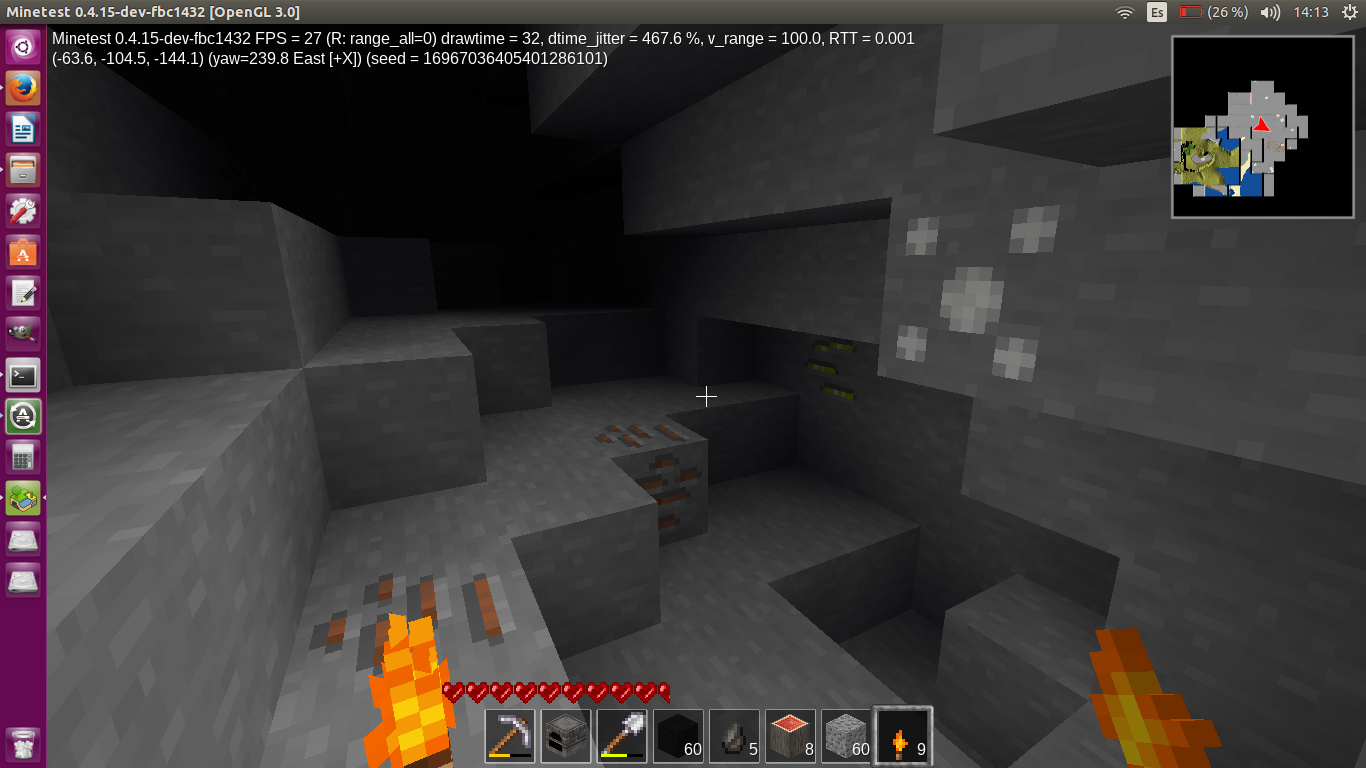 Minetest 0.4.15-dev-fbc1432 [OpenGL 3.0]
Es
(26 %)
14:13
Minetest 0.4.15-dev-fbc1432 FPS = 27 (R: range_all=0) drawtime = 32, dtime_jitter = 467.6 %, v_range = 100.0, RTT = 0.001
(-63.6, -104.5, -144.1) (yaw=239.8 East [+X]) (seed = 16967036405401286101)
60
5
8
60
9